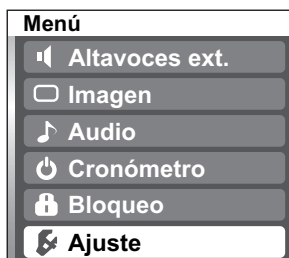 Menú
Altavoces ext.
Imagen
Audio
Cronómetro
Bloqueo
Ajuste